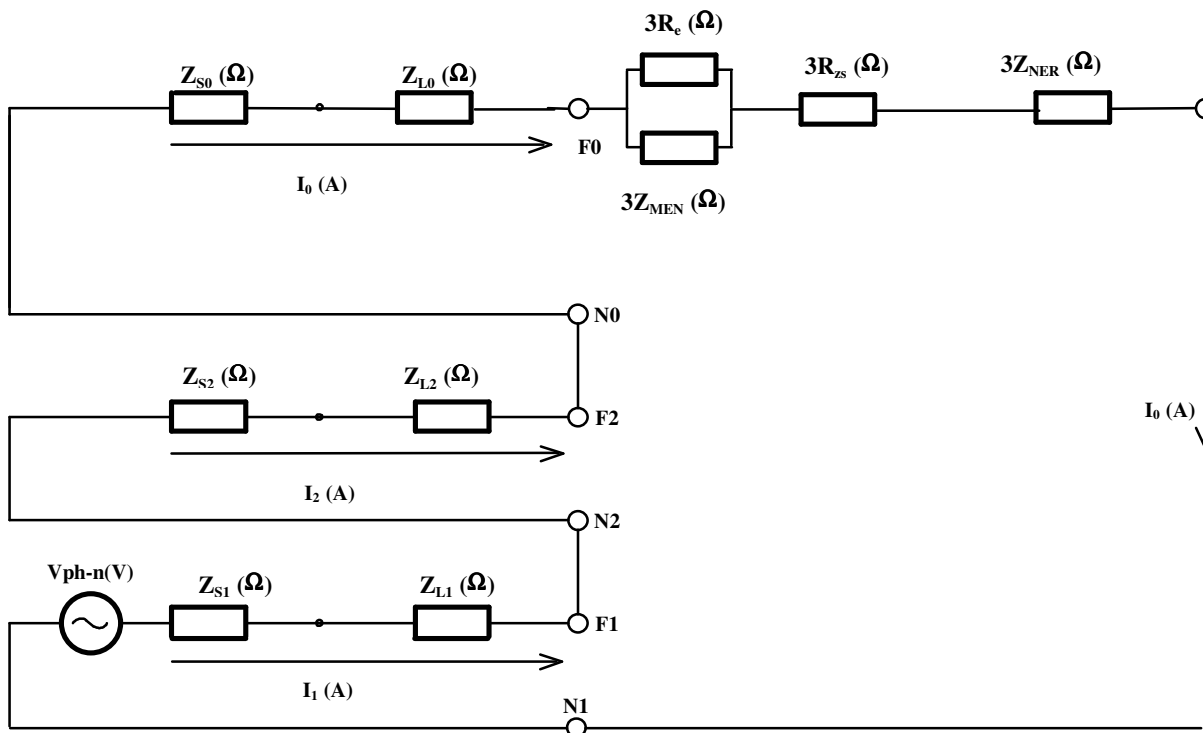 3Rₑ (Ω)
Z_S0 (Ω) Z_L0 (Ω) 3R_zs (Ω) 3Z_NER (Ω)
F0
I₀ (A)
3Z_MEN (Ω)
N0
Z_S2 (Ω) Z_L2 (Ω)
F2
I₀ (A)
I₂ (A)
N2
Vph-n(V)
Z_S1 (Ω) Z_L1 (Ω)
F1
I₁ (A)
N1